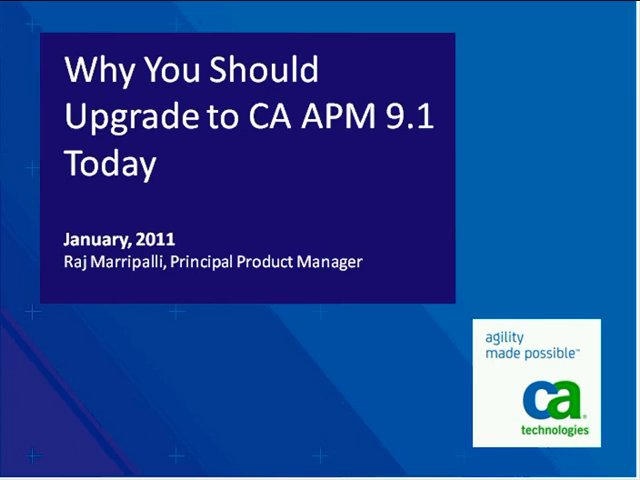 Why You Should
Upgrade to CA APM 9.1
Today
January, 2011
Raj Marripalli, Principal Product Manager
agility
made possible™
ca®
technologies